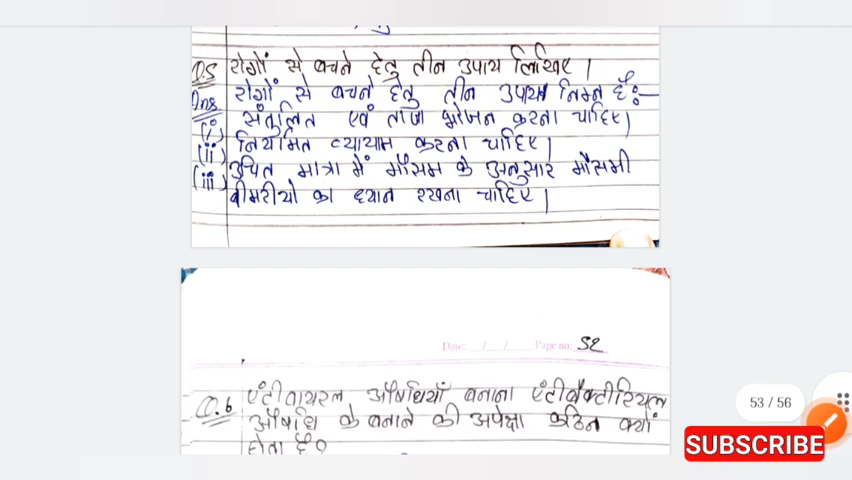 Q.5 रोगों से बचने हेतु तीन उपाय लिखिए।
Ans रोगों से बचने हेतु तीन उपाय निम्न हैं:-
(i) संतुलित एवं ताजा भोजन करना चाहिए।
(ii) नियमित व्यायाम करना चाहिए।
(iii) उचित मात्रा में मौसम के अनुसार मौसमी
बीमरीयो का ध्यान रखना चाहिए।
Date: / / Page no: 52
Q.6 एंटीवायरल औषधियाँ बनाना एंटीबैक्टीरियल
औषधि के बनाने की अपेक्षा कठिन क्यों
होता है?
53 / 56
SUBSCRIBE